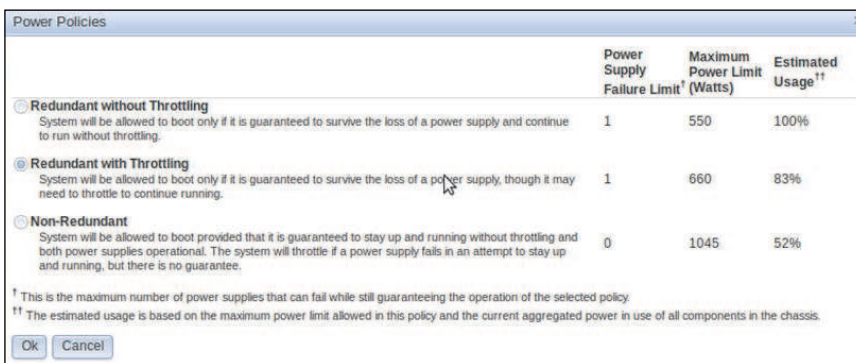 Power Policies
Power Supply Failure Limit†
Maximum Power Limit (Watts)
Estimated Usage††
Redundant without Throttling
System will be allowed to boot only if it is guaranteed to survive the loss of a power supply and continue
to run without throttling.
1 550 100%
Redundant with Throttling
System will be allowed to boot only if it is guaranteed to survive the loss of a power supply, though it may
need to throttle to continue running.
1 660 83%
Non-Redundant
System will be allowed to boot provided that it is guaranteed to stay up and running without throttling and
both power supplies operational. The system will throttle if a power supply fails in an attempt to stay up
and running, but there is no guarantee.
0 1045 52%
† This is the maximum number of power supplies that can fail while still guaranteeing the operation of the selected policy.
†† The estimated usage is based on the maximum power limit allowed in this policy and the current aggregated power in use of all components in the chassis.
Ok Cancel